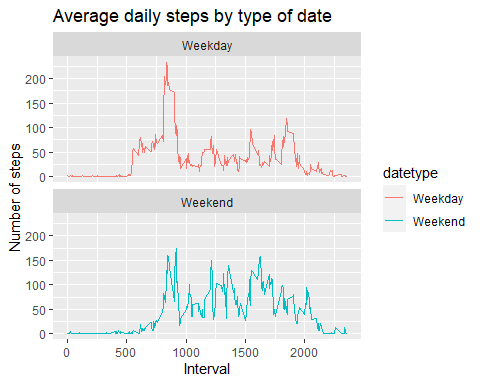 Average daily steps by type of date
Weekday
200
150
100
50
0
Weekend
200
150
100
50
0
Number of steps
0 500 1000 1500 2000
Interval
datetype
Weekday
Weekend